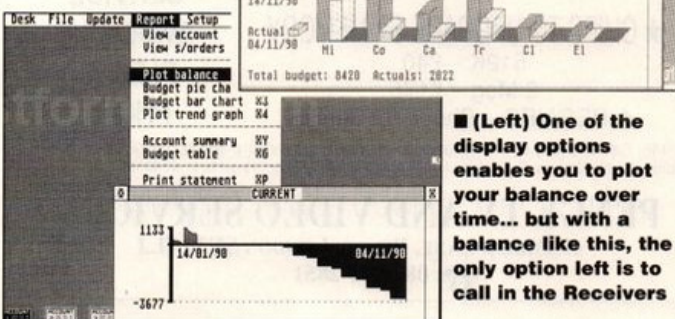 Desk File Update Report Setup
View account
View s/orders
Plot balance
Budget pie cha
Budget bar chart
Plot trend graph ⌘4
Account summary ⌘Y
Budget table ⌘6
Print statement ⌘P
14/11/90
Actual
04/11/90
Mi Co Ca Tr Cl El
Total budget: 8420 Actuals: 2822
CURRENT
1133
14/01/90 04/11/90
-3677
■ (Left) One of the
display options
enables you to plot
your balance over
time... but with a
balance like this, the
only option left is to
call in the Receivers